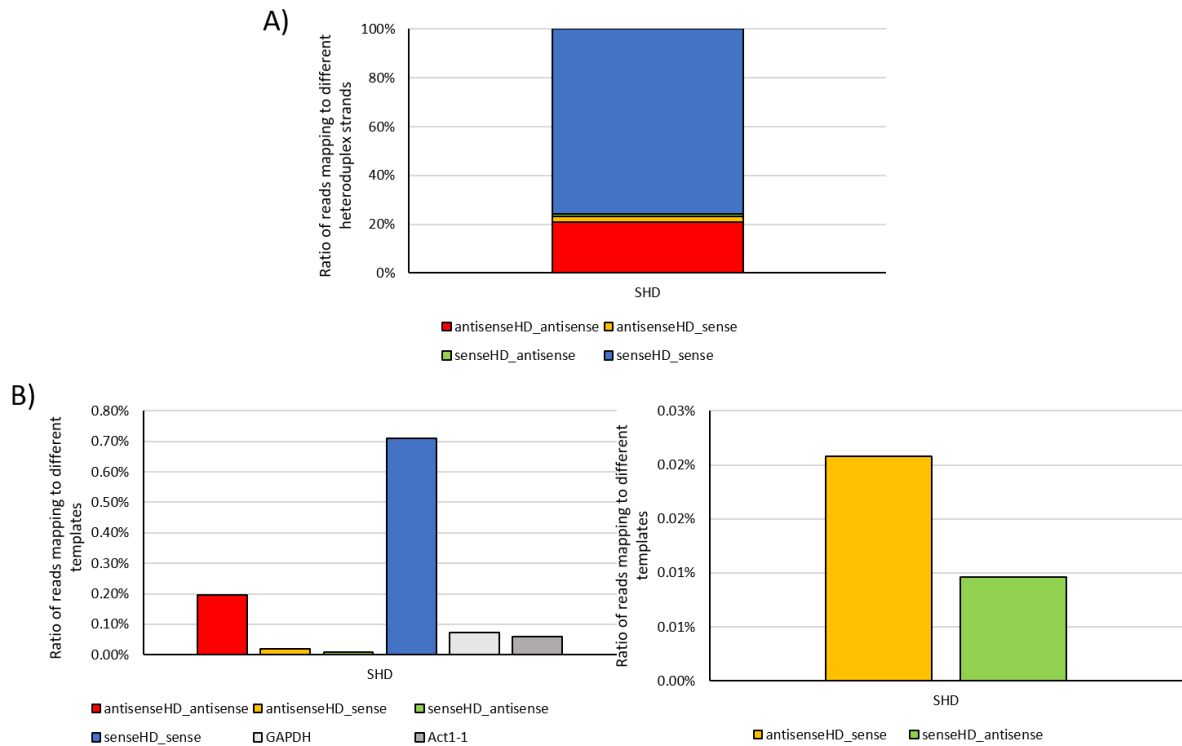 A)
Ratio of reads mapping to different
heteroduplex strands
100%
80%
60%
40%
20%
0%
SHD
antisenseHD_antisense
antisenseHD_sense
senseHD_antisense
senseHD_sense
B)
Ratio of reads mapping to different
templates
0.80%
0.70%
0.60%
0.50%
0.40%
0.30%
0.20%
0.10%
0.00%
SHD
antisenseHD_antisense
antisenseHD_sense
senseHD_antisense
senseHD_sense
GAPDH
Act1-1
Ratio of reads mapping to different
templates
0.03%
0.02%
0.02%
0.01%
0.01%
0.00%
SHD
antisenseHD_sense
senseHD_antisense